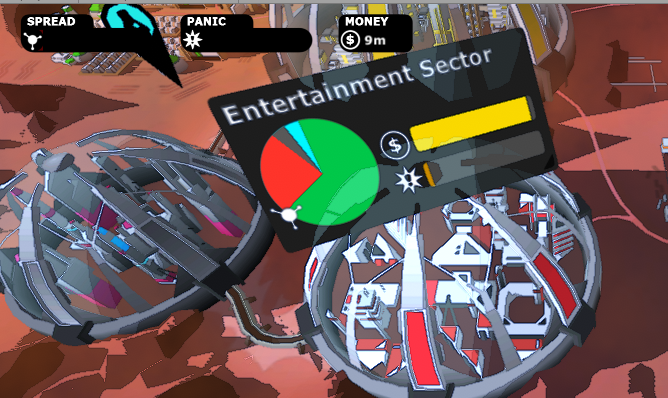 SPREAD
PANIC
MONEY
$ 9m
Entertainment Sector
$